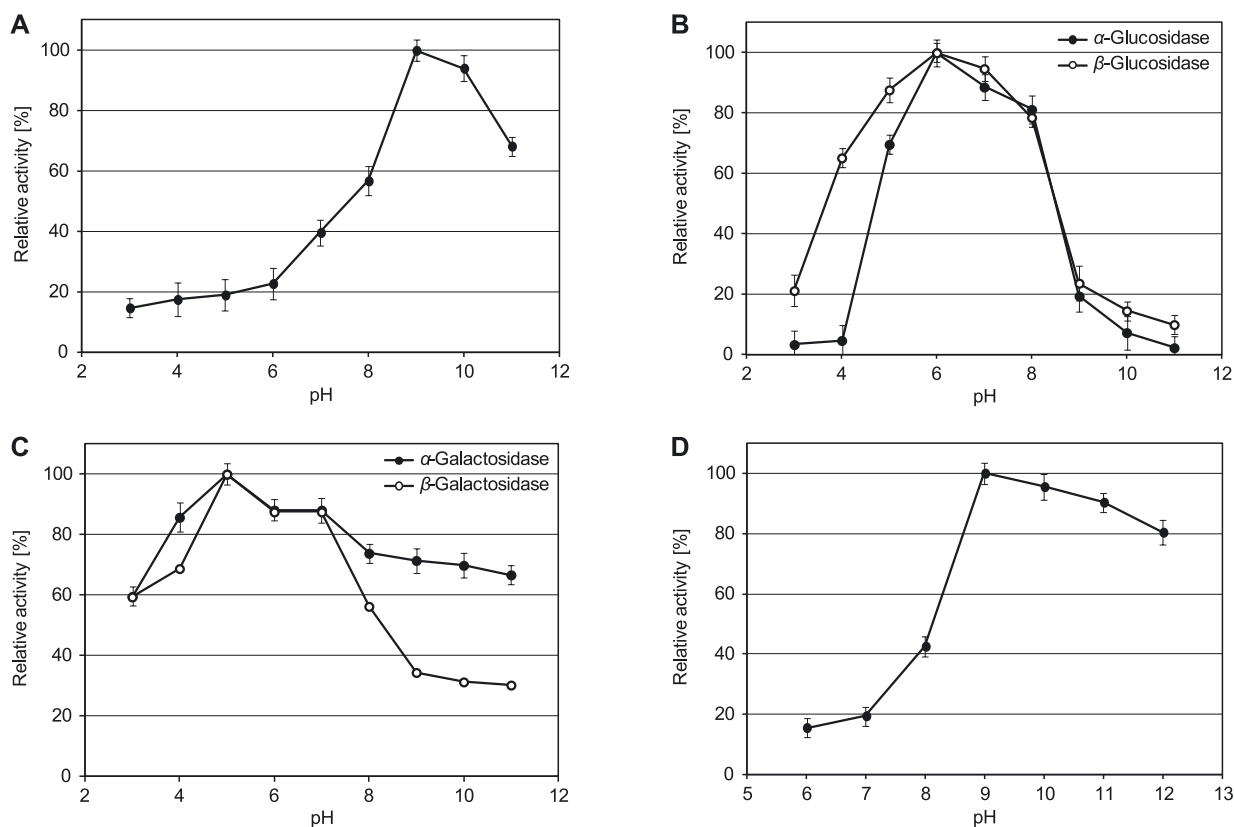 A
Relative activity [%]
100
80
60
40
20
0
2 4 6 8 10 12
pH
B
Relative activity [%]
α-Glucosidase
β-Glucosidase
100
80
60
40
20
0
2 4 6 8 10 12
pH
C
Relative activity [%]
α-Galactosidase
β-Galactosidase
100
80
60
40
20
0
2 4 6 8 10 12
pH
D
Relative activity [%]
100
80
60
40
20
0
5 6 7 8 9 10 11 12 13
pH